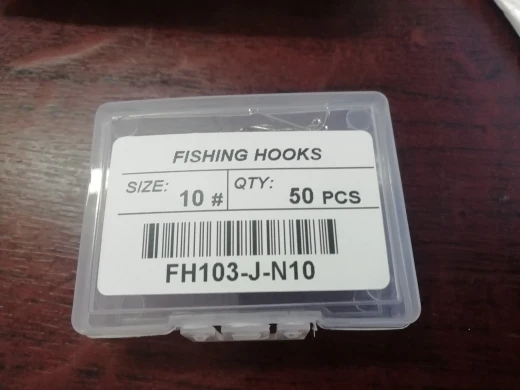 FISHING HOOKS
SIZE: 10 # QTY: 50 PCS
FH103-J-N10